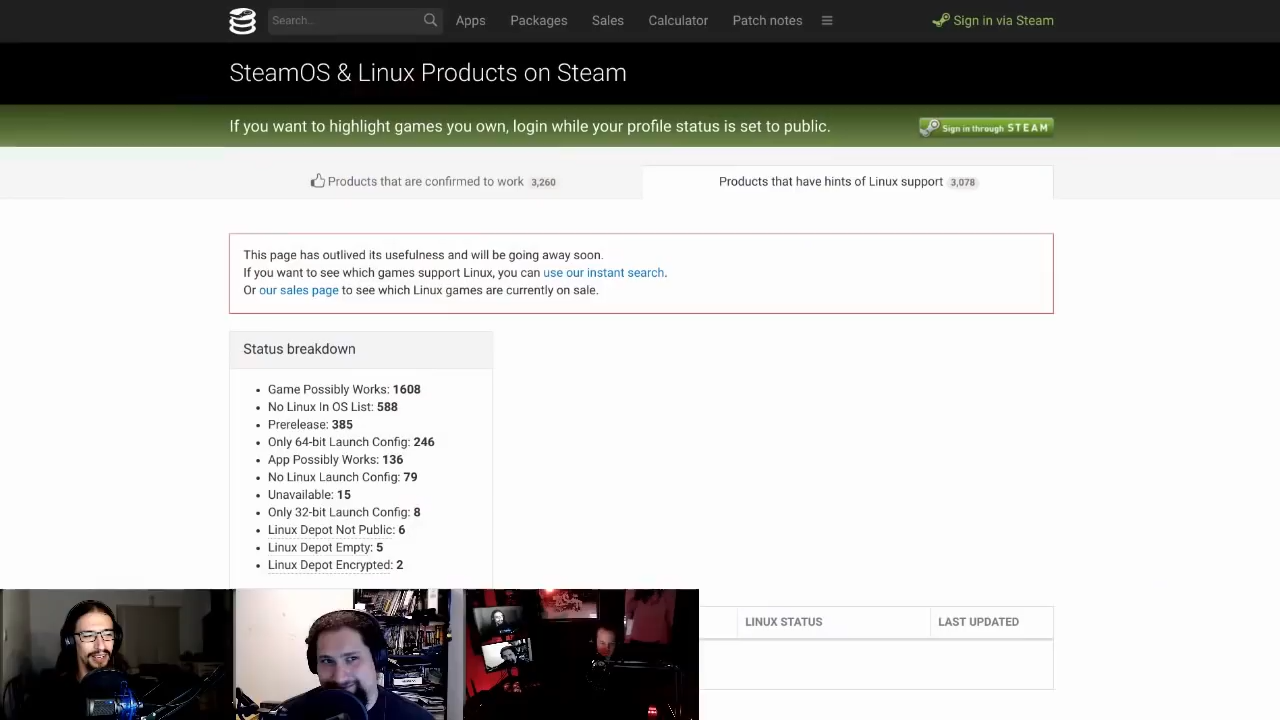 Search...
Apps
Packages
Sales
Calculator
Patch notes
Sign in via Steam
SteamOS & Linux Products on Steam
If you want to highlight games you own, login while your profile status is set to public.
Sign in through STEAM
Products that are confirmed to work 3,260
Products that have hints of Linux support 3,078
This page has outlived its usefulness and will be going away soon.
If you want to see which games support Linux, you can use our instant search.
Or our sales page to see which Linux games are currently on sale.
Status breakdown
• Game Possibly Works: 1608
• No Linux In OS List: 588
• Prerelease: 385
• Only 64-bit Launch Config: 246
• App Possibly Works: 136
• No Linux Launch Config: 79
• Unavailable: 15
• Only 32-bit Launch Config: 8
• Linux Depot Not Public: 6
• Linux Depot Empty: 5
• Linux Depot Encrypted: 2
LINUX STATUS
LAST UPDATED